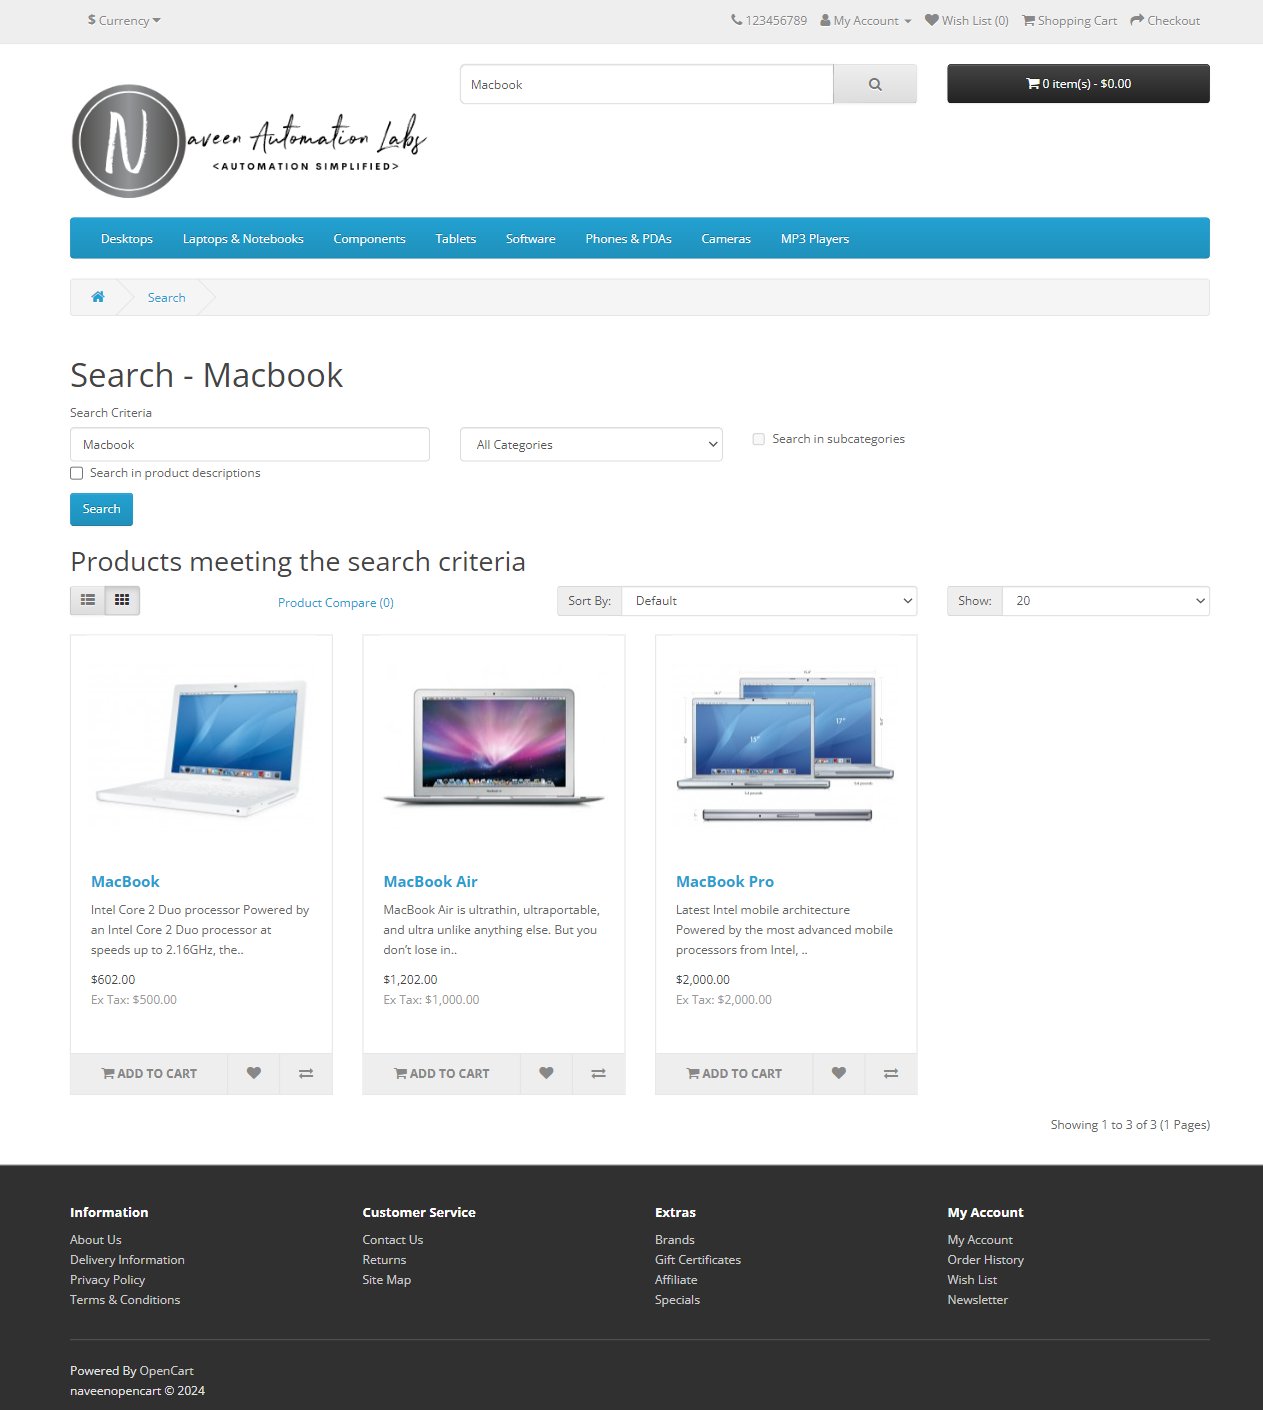 $ Currency
123456789 My Account Wish List (0) Shopping Cart Checkout
N
aveen Automation Labs
<AUTOMATION SIMPLIFIED>
Macbook
0 item(s) - $0.00
Desktops Laptops & Notebooks Components Tablets Software Phones & PDAs Cameras MP3 Players
Search
Search - Macbook
Search Criteria
Macbook
All Categories
Search in subcategories
Search in product descriptions
Search
Products meeting the search criteria
Product Compare (0)
Sort By: Default
Show: 20
15"
17"
MacBook
Intel Core 2 Duo processor Powered by
an Intel Core 2 Duo processor at
speeds up to 2.16GHz, the..
$602.00
Ex Tax: $500.00
ADD TO CART
MacBook Air
MacBook Air is ultrathin, ultraportable,
and ultra unlike anything else. But you
don’t lose in..
$1,202.00
Ex Tax: $1,000.00
ADD TO CART
MacBook Pro
Latest Intel mobile architecture
Powered by the most advanced mobile
processors from Intel, ..
$2,000.00
Ex Tax: $2,000.00
ADD TO CART
Showing 1 to 3 of 3 (1 Pages)
Information
About Us
Delivery Information
Privacy Policy
Terms & Conditions
Customer Service
Contact Us
Returns
Site Map
Extras
Brands
Gift Certificates
Affiliate
Specials
My Account
My Account
Order History
Wish List
Newsletter
Powered By OpenCart
naveenopencart © 2024